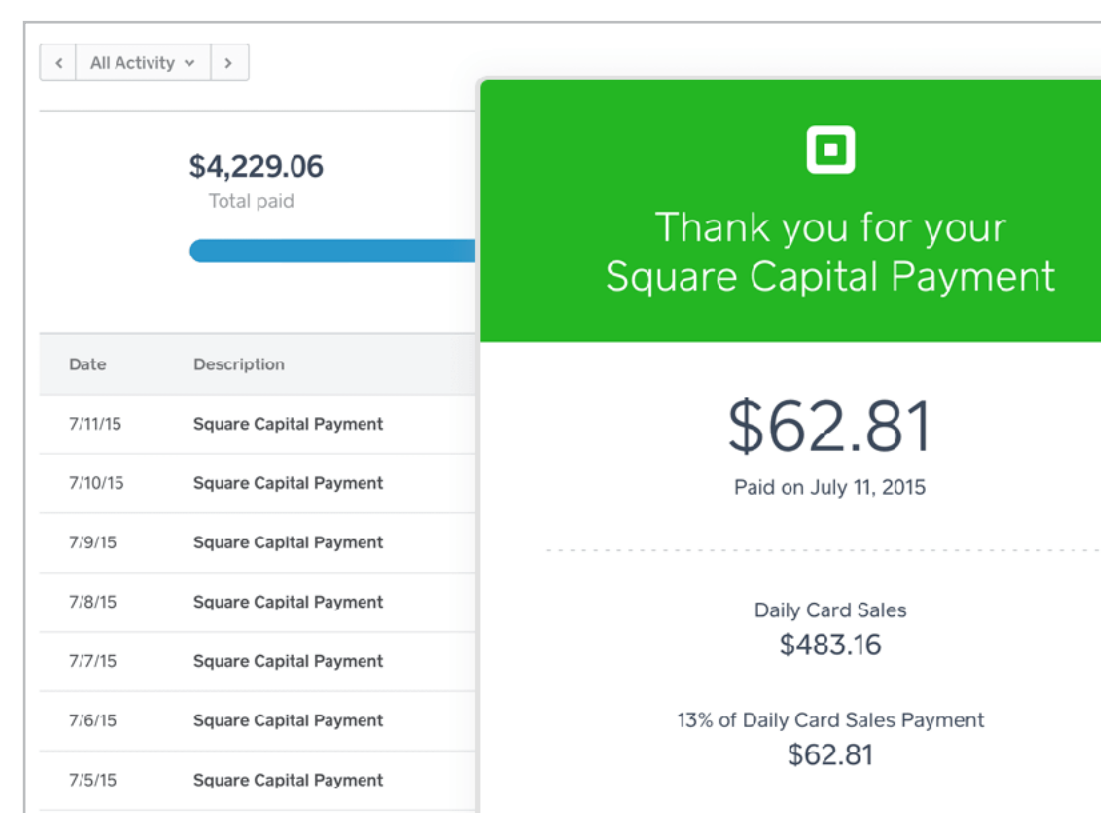 All Activity
$4,229.06
Total paid
Date Description
7/11/15 Square Capital Payment
7/10/15 Square Capital Payment
7/9/15 Square Capital Payment
7/8/15 Square Capital Payment
7/7/15 Square Capital Payment
7/6/15 Square Capital Payment
7/5/15 Square Capital Payment
Thank you for your
Square Capital Payment
$62.81
Paid on July 11, 2015
Daily Card Sales
$483.16
13% of Daily Card Sales Payment
$62.81